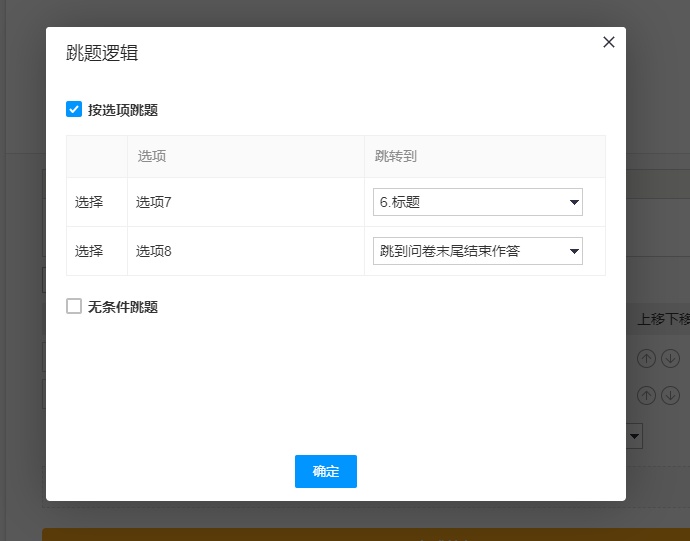 跳题逻辑
按选项跳题
选项 跳转到
选择 选项7 6.标题
选择 选项8 跳到问卷末尾结束作答
无条件跳题
上移下移
确定